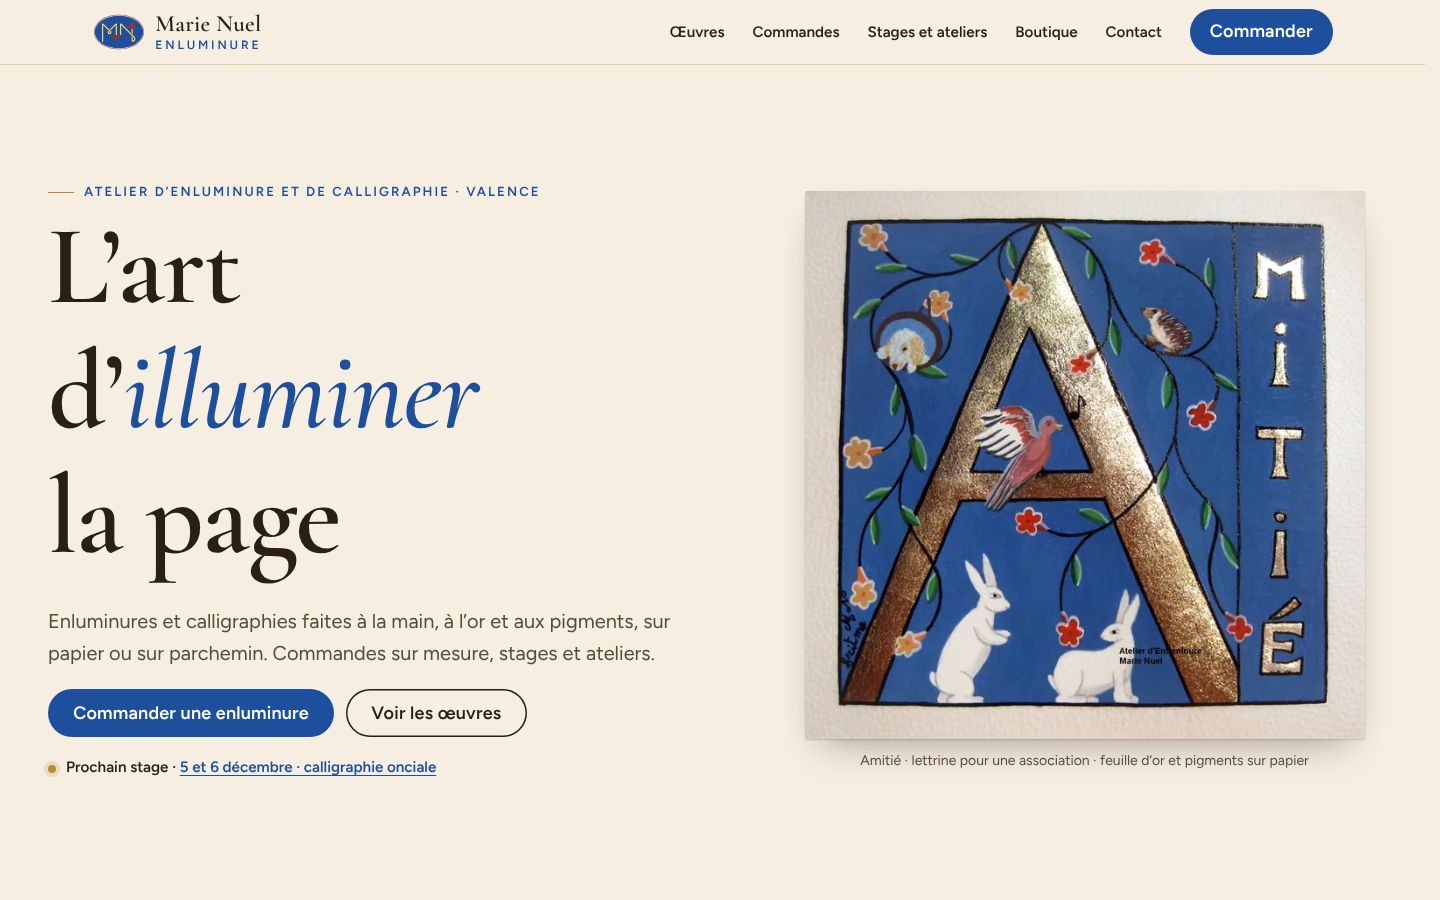 MN
Marie Nuel
ENLUMINURE
Œuvres
Commandes
Stages et ateliers
Boutique
Contact
Commander
ATELIER D’ENLUMINURE ET DE CALLIGRAPHIE · VALENCE
L’art
d’illuminer
la page
Enluminures et calligraphies faites à la main, à l’or et aux pigments, sur
papier ou sur parchemin. Commandes sur mesure, stages et ateliers.
Commander une enluminure
Voir les œuvres
Prochain stage · 5 et 6 décembre · calligraphie onciale
A
MiTiÉ
Atelier d'Enluminure
Marie Nuel
Amitié · lettrine pour une association · feuille d’or et pigments sur papier